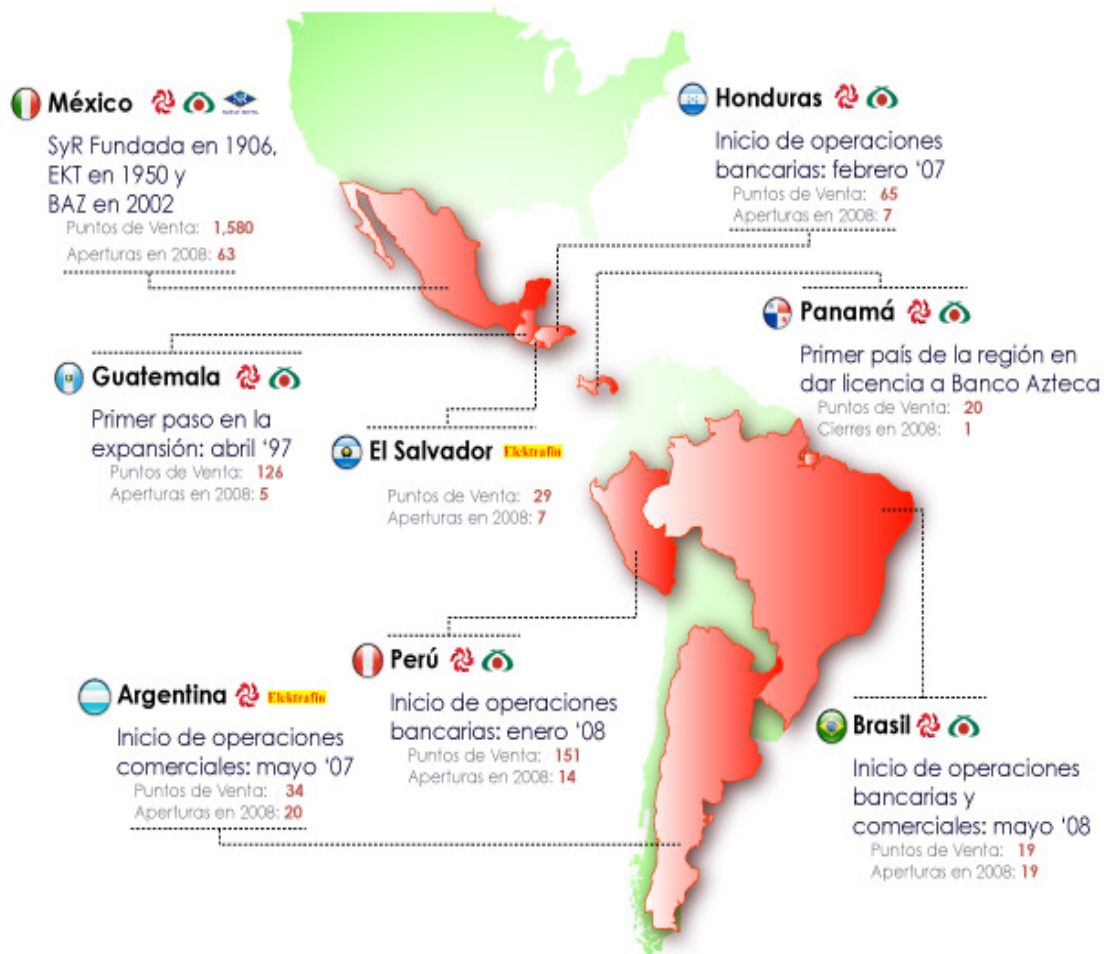 México
SyR Fundada en 1906,
EKT en 1950 y
BAZ en 2002
Puntos de Venta: 1,580
Aperturas en 2008: 63
Honduras
Inicio de operaciones
bancarias: febrero ‘07
Puntos de Venta: 65
Aperturas en 2008: 7
Panamá
Primer país de la región en
dar licencia a Banco Azteca
Puntos de Venta: 20
Cierres en 2008: 1
Guatemala
Primer paso en la
expansión: abril ‘97
Puntos de Venta: 126
Aperturas en 2008: 5
El Salvador Elektrafin
Puntos de Venta: 29
Aperturas en 2008: 7
Perú
Inicio de operaciones
bancarias: enero ‘08
Puntos de Venta: 151
Aperturas en 2008: 14
Argentina Elektrafin
Inicio de operaciones
comerciales: mayo ‘07
Puntos de Venta: 34
Aperturas en 2008: 20
Brasil
Inicio de operaciones
bancarias y
comerciales: mayo ‘08
Puntos de Venta: 19
Aperturas en 2008: 19